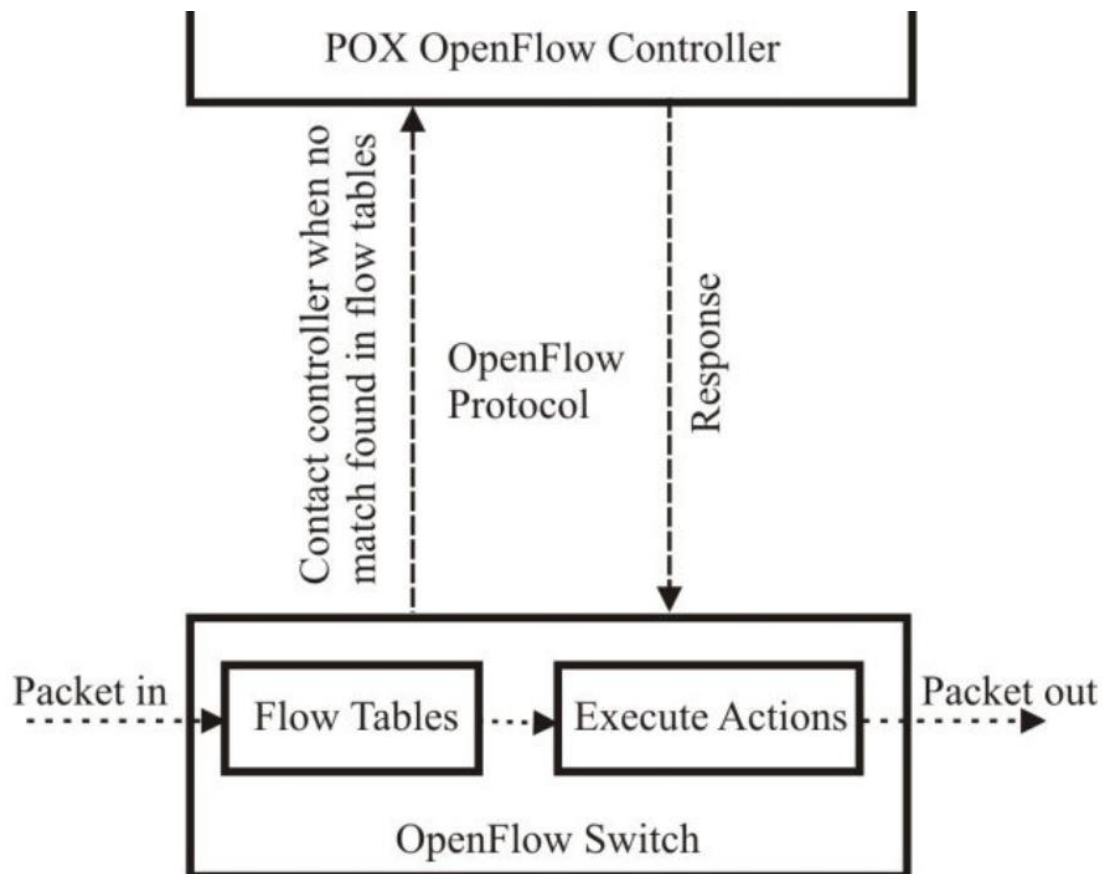 POX OpenFlow Controller
Contact controller when no
match found in flow tables
OpenFlow
Protocol
Response
Packet in
Flow Tables
Execute Actions
Packet out
OpenFlow Switch